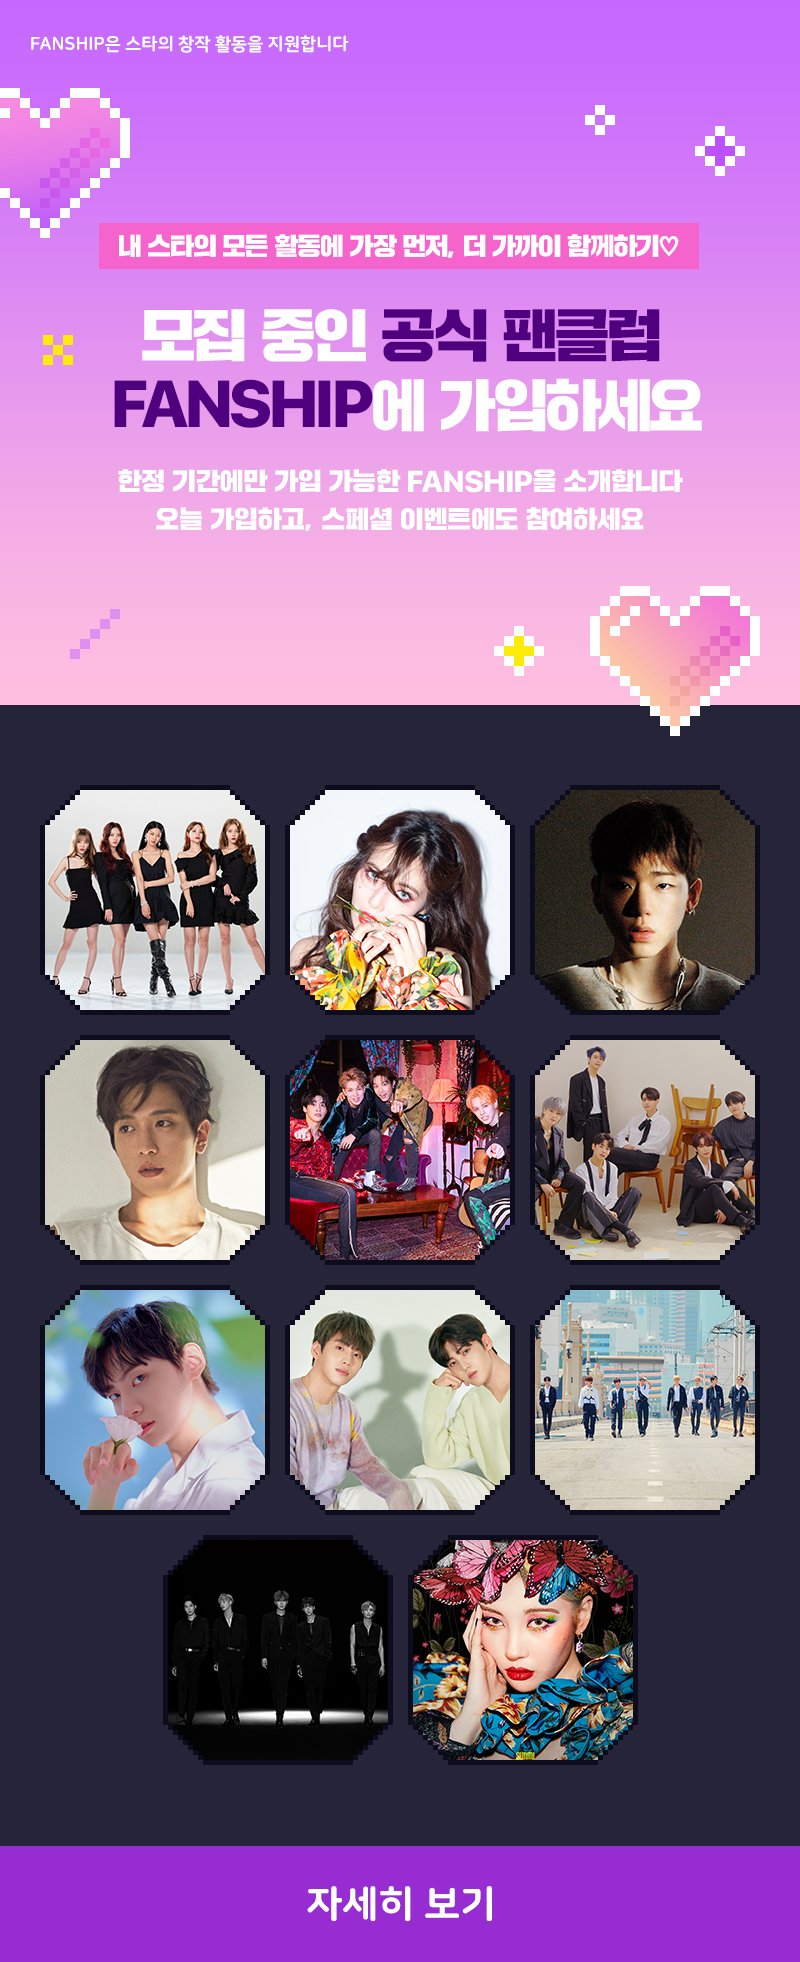 FANSHIP은 스타의 창작 활동을 지원합니다
내 스타의 모든 활동에 가장 먼저, 더 가까이 함께하기♡
모집 중인 공식 팬클럽
FANSHIP에 가입하세요
한정 기간에만 가입 가능한 FANSHIP을 소개합니다
오늘 가입하고, 스페셜 이벤트에도 참여하세요
자세히 보기